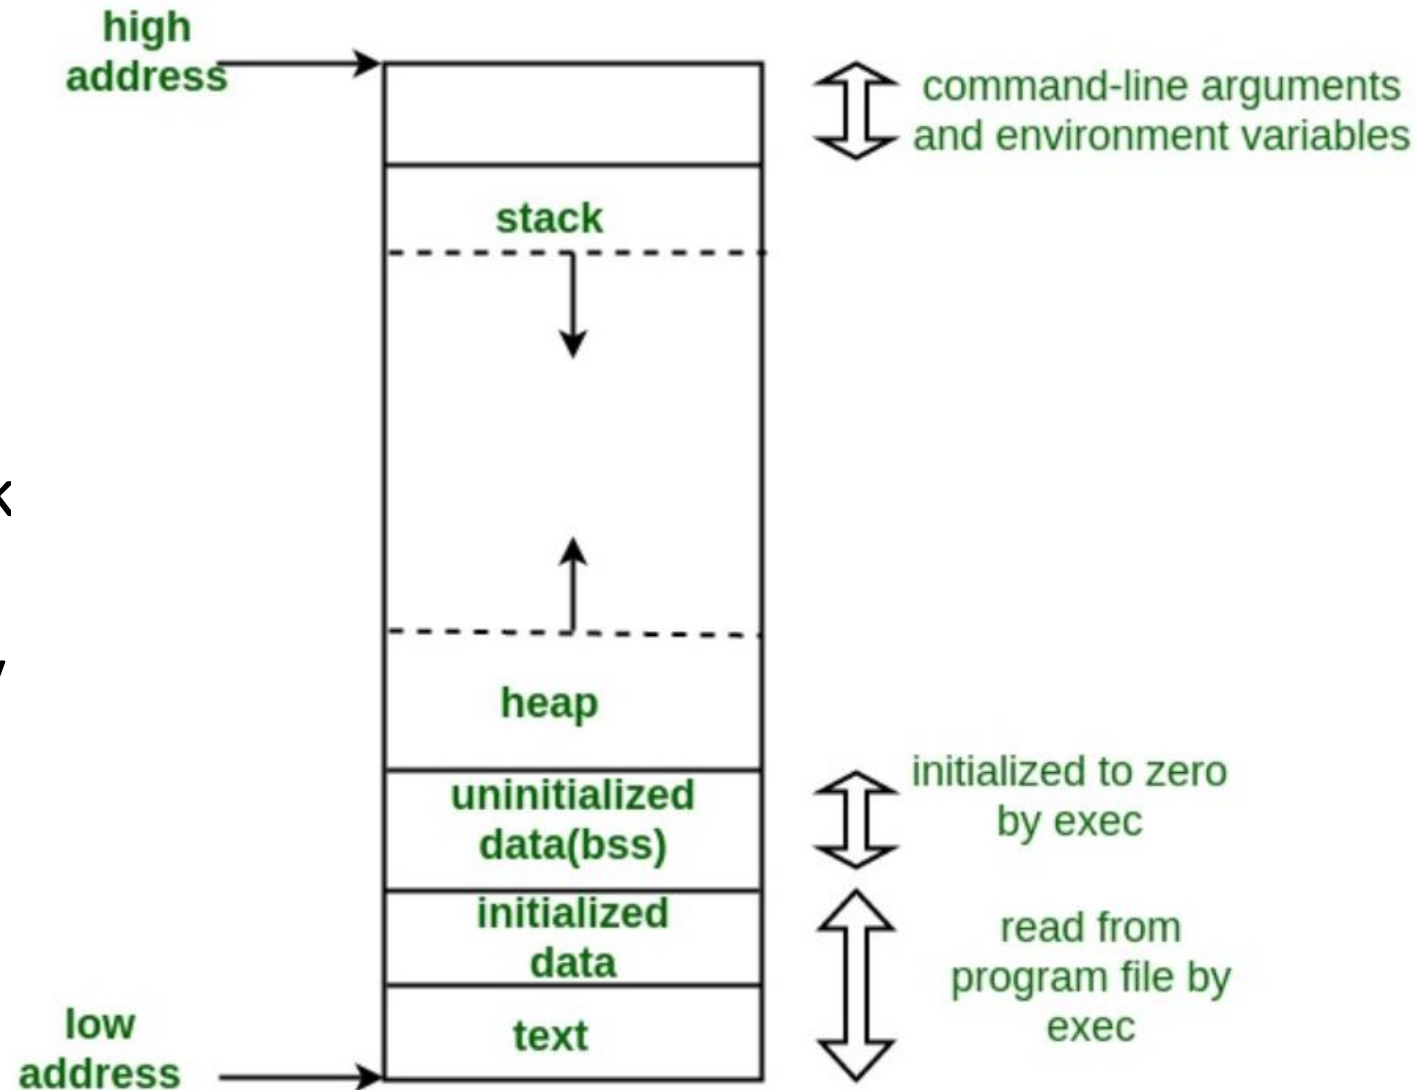 high
address
command-line arguments
and environment variables
stack
heap
uninitialized
data(bss)
initialized to zero
by exec
initialized
data
read from
program file by
exec
low
address
text